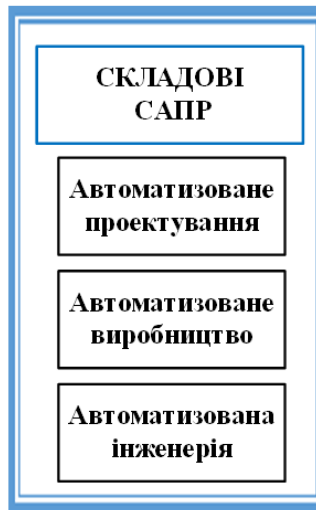 СКЛАДОВІ
САПР
Автоматизоване
проектування
Автоматизоване
виробництво
Автоматизована
інженерія